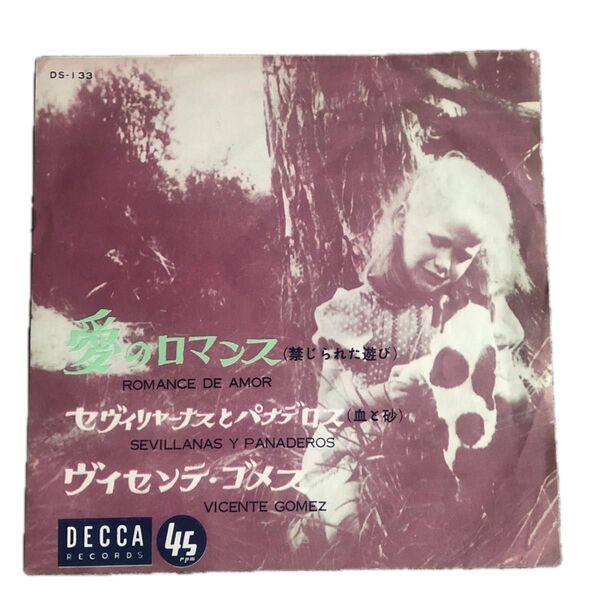 DS-133
愛のロマンス(禁じられた遊び)
ROMANCE DE AMOR
セヴィリャーナスとパナデロス(血と砂)
SEVILLANAS Y PANADEROS
ヴィセンテ・ゴメス
VICENTE GOMEZ
DECCA
RECORDS
45
rpm